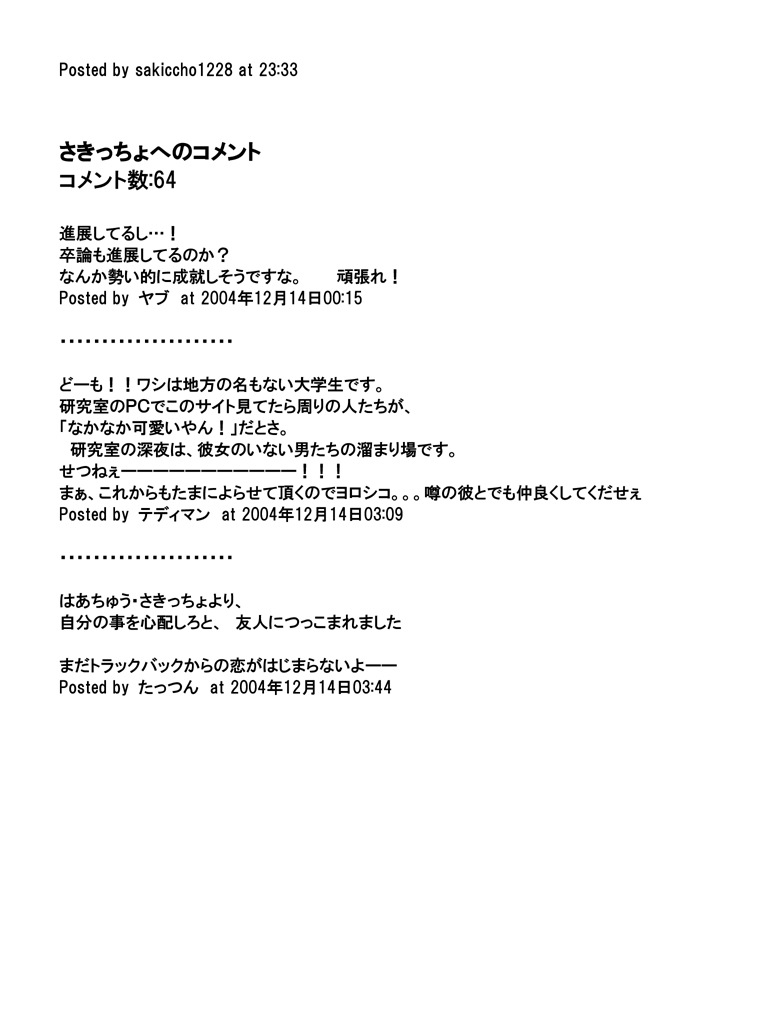 Posted by sakiccho1228 at 23:33
さきっちょへのコメント
コメント数:64
進展してるし…！
卒論も進展してるのか？
なんか勢い的に成就しそうですな。　　頑張れ！
Posted by ヤブ at 2004年12月14日00:15
・・・・・・・・・・・・・・・・・・・・・
どーも！！ワシは地方の名もない大学生です。
研究室のPCでこのサイト見てたら周りの人たちが、
「なかなか可愛いやん！」だとさ。
　研究室の深夜は、彼女のいない男たちの溜まり場です。
せつねぇーーーーーーーーーーー！！！
まぁ、これからもたまによらせて頂くのでヨロシコ。。。噂の彼とでも仲良くしてくだせぇ
Posted by テディマン at 2004年12月14日03:09
・・・・・・・・・・・・・・・・・・・・・
はあちゅう・さきっちょより、
自分の事を心配しろと、　友人につっこまれました
まだトラックバックからの恋がはじまらないよーー
Posted by たっつん at 2004年12月14日03:44